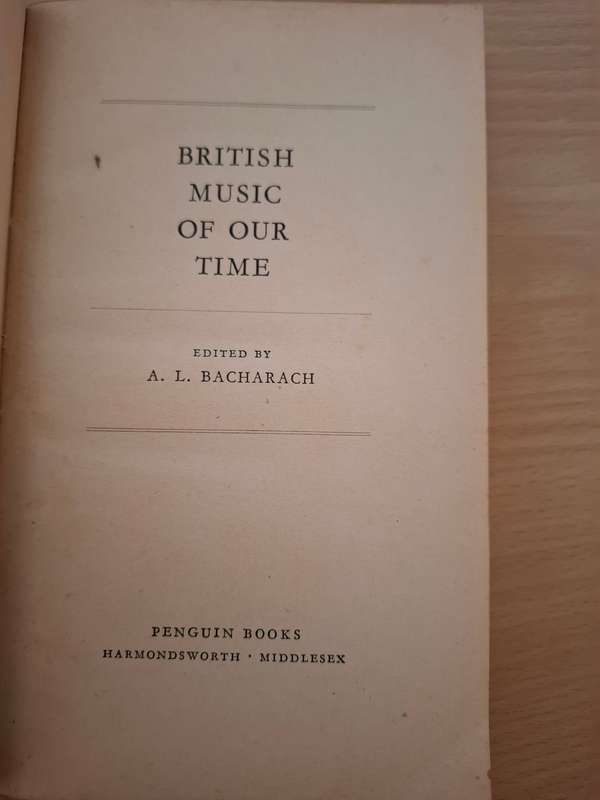 BRITISH
MUSIC
OF OUR
TIME
EDITED BY
A. L. BACHARACH
PENGUIN BOOKS
HARMONDSWORTH · MIDDLESEX